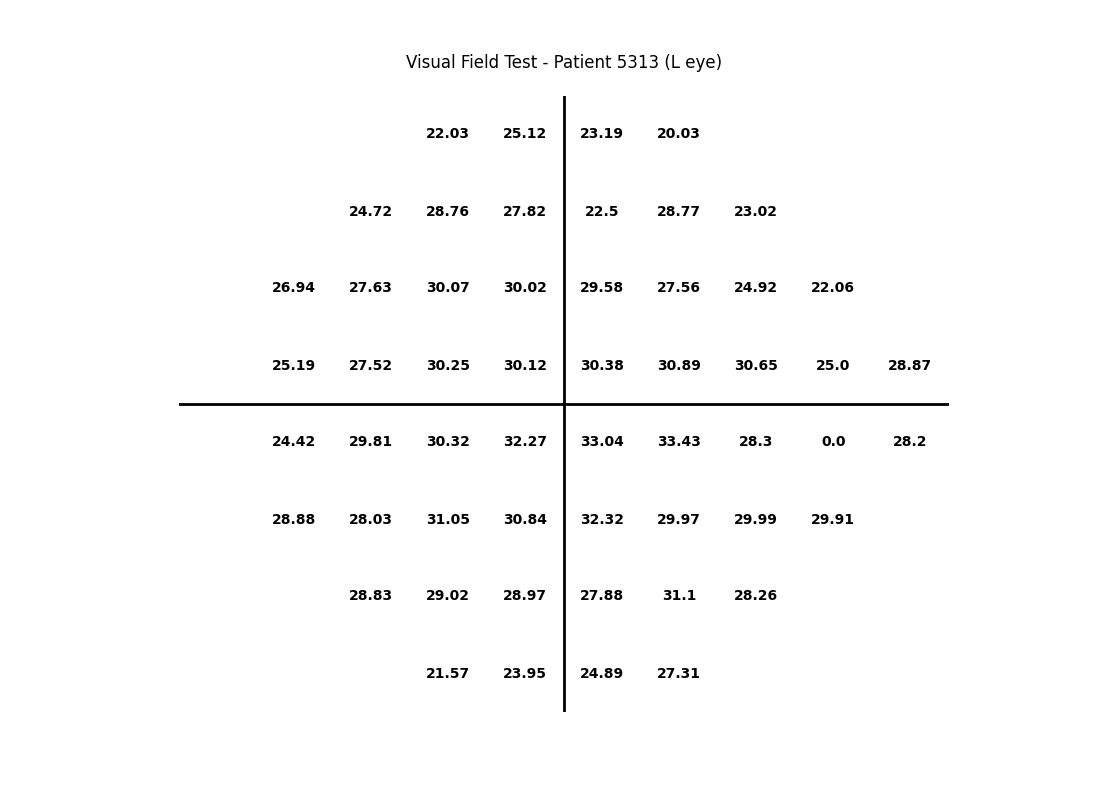 Visual Field Test - Patient 5313 (L eye)
22.03 25.12 23.19 20.03
24.72 28.76 27.82 22.5 28.77 23.02
26.94 27.63 30.07 30.02 29.58 27.56 24.92 22.06
25.19 27.52 30.25 30.12 30.38 30.89 30.65 25.0 28.87
24.42 29.81 30.32 32.27 33.04 33.43 28.3 0.0 28.2
28.88 28.03 31.05 30.84 32.32 29.97 29.99 29.91
28.83 29.02 28.97 27.88 31.1 28.26
21.57 23.95 24.89 27.31